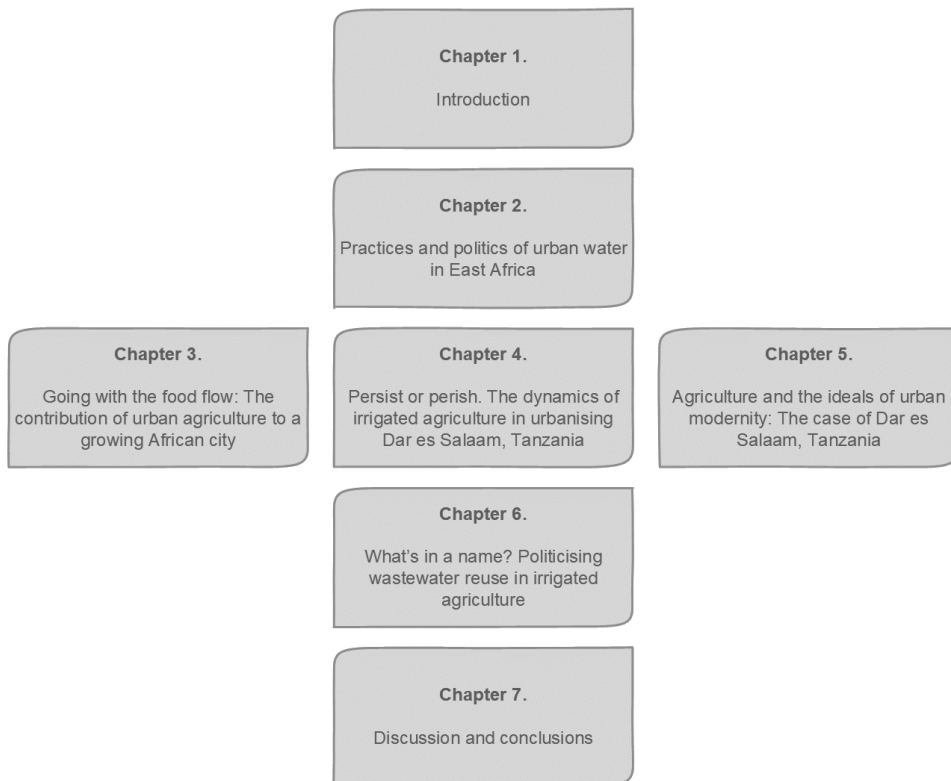 Chapter 1.
Introduction
Chapter 2.
Practices and politics of urban water
in East Africa
Chapter 3.
Going with the food flow: The
contribution of urban agriculture to a
growing African city
Chapter 4.
Persist or perish. The dynamics of
irrigated agriculture in urbanising
Dar es Salaam, Tanzania
Chapter 5.
Agriculture and the ideals of urban
modernity: The case of Dar es
Salaam, Tanzania
Chapter 6.
What’s in a name? Politicising
wastewater reuse in irrigated
agriculture
Chapter 7.
Discussion and conclusions